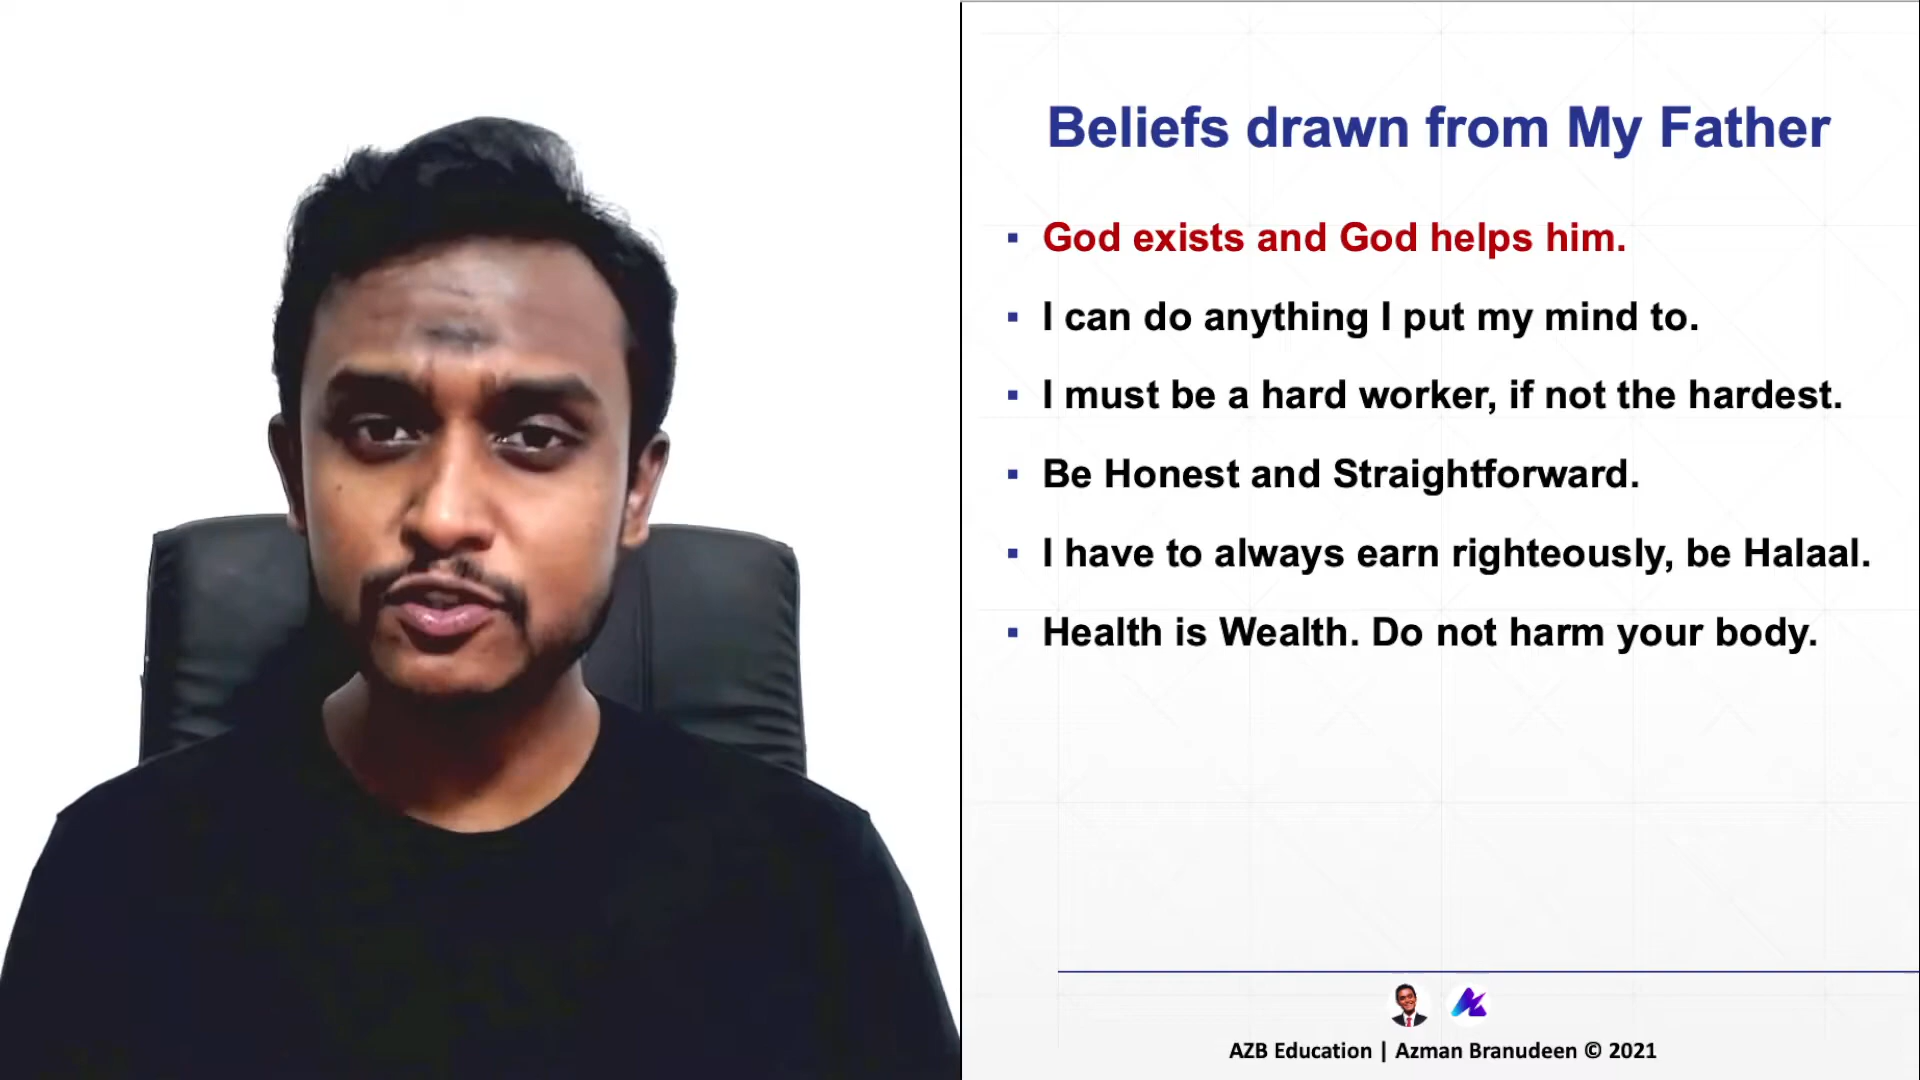 Beliefs drawn from My Father
▪ God exists and God helps him.
▪ I can do anything I put my mind to.
▪ I must be a hard worker, if not the hardest.
▪ Be Honest and Straightforward.
▪ I have to always earn righteously, be Halaal.
▪ Health is Wealth. Do not harm your body.
AZB Education | Azman Branudeen © 2021